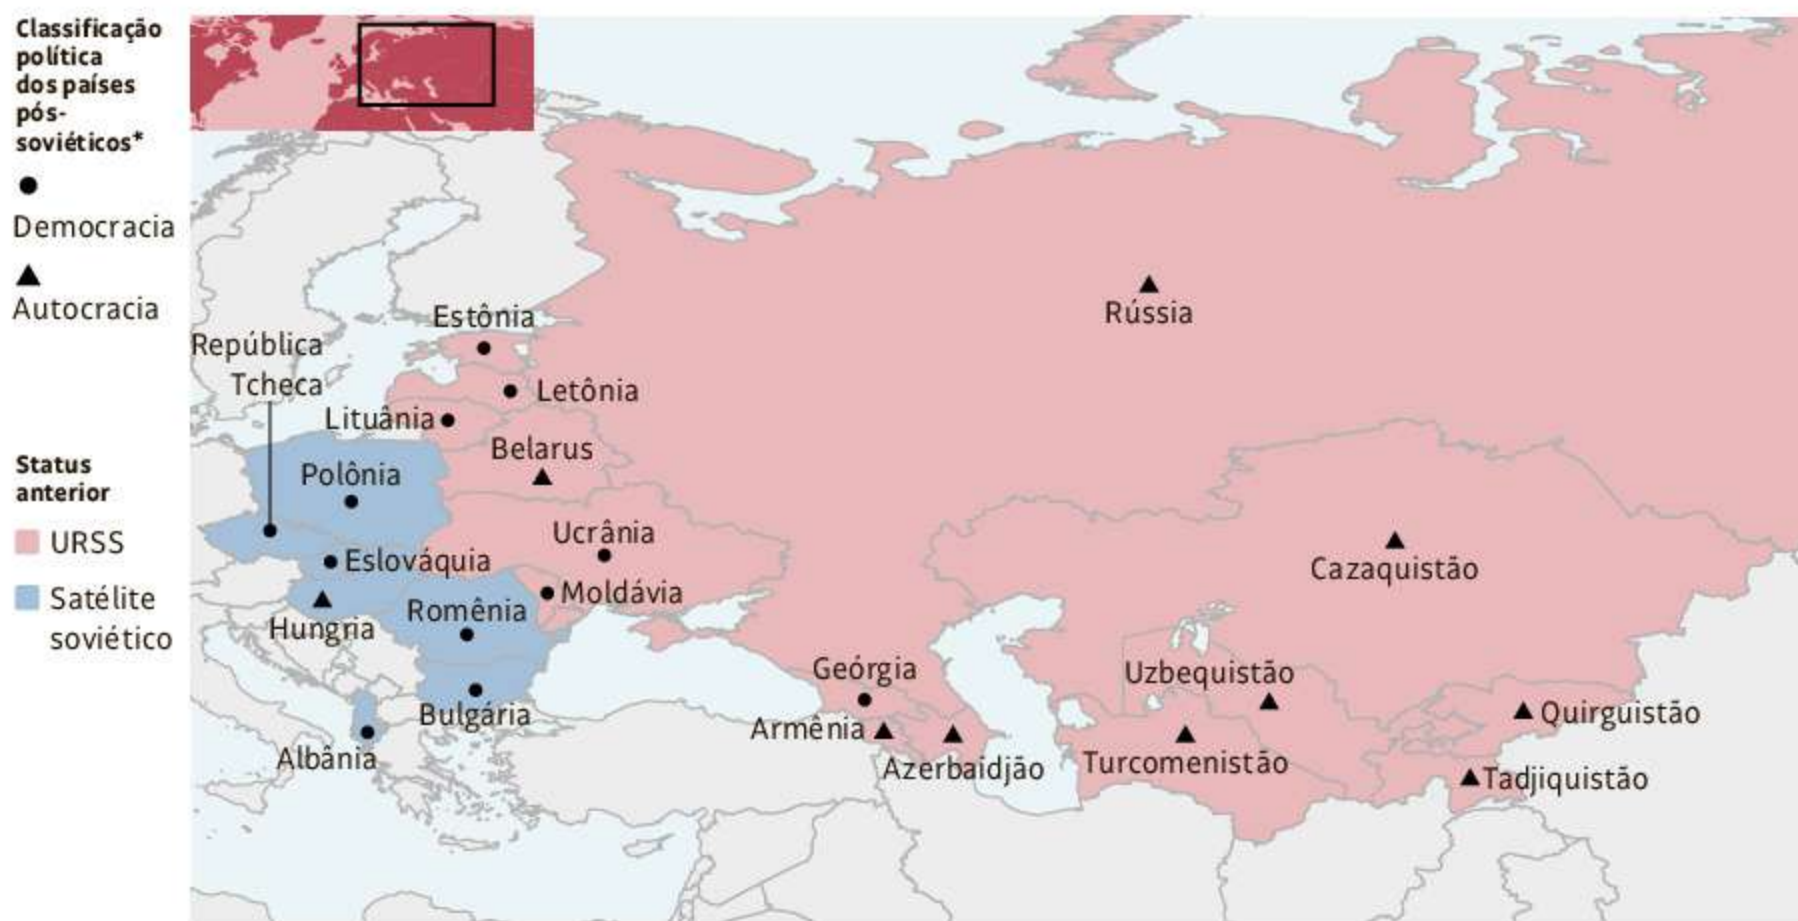 Classificação
política
dos países
pós-
soviéticos*
Democracia
Autocracia
Status
anterior
URSS
Satélite
soviético
Rússia
Estônia
República
Tcheca
Letônia
Lituânia
Belarus
Polônia
Ucrânia
Eslováquia
Cazaquistão
Moldávia
Romênia
Hungria
Geórgia
Uzbequistão
Bulgária
Armênia
Quirguistão
Albânia
Azerbaidjão
Turcomenistão
Tadjiquistão